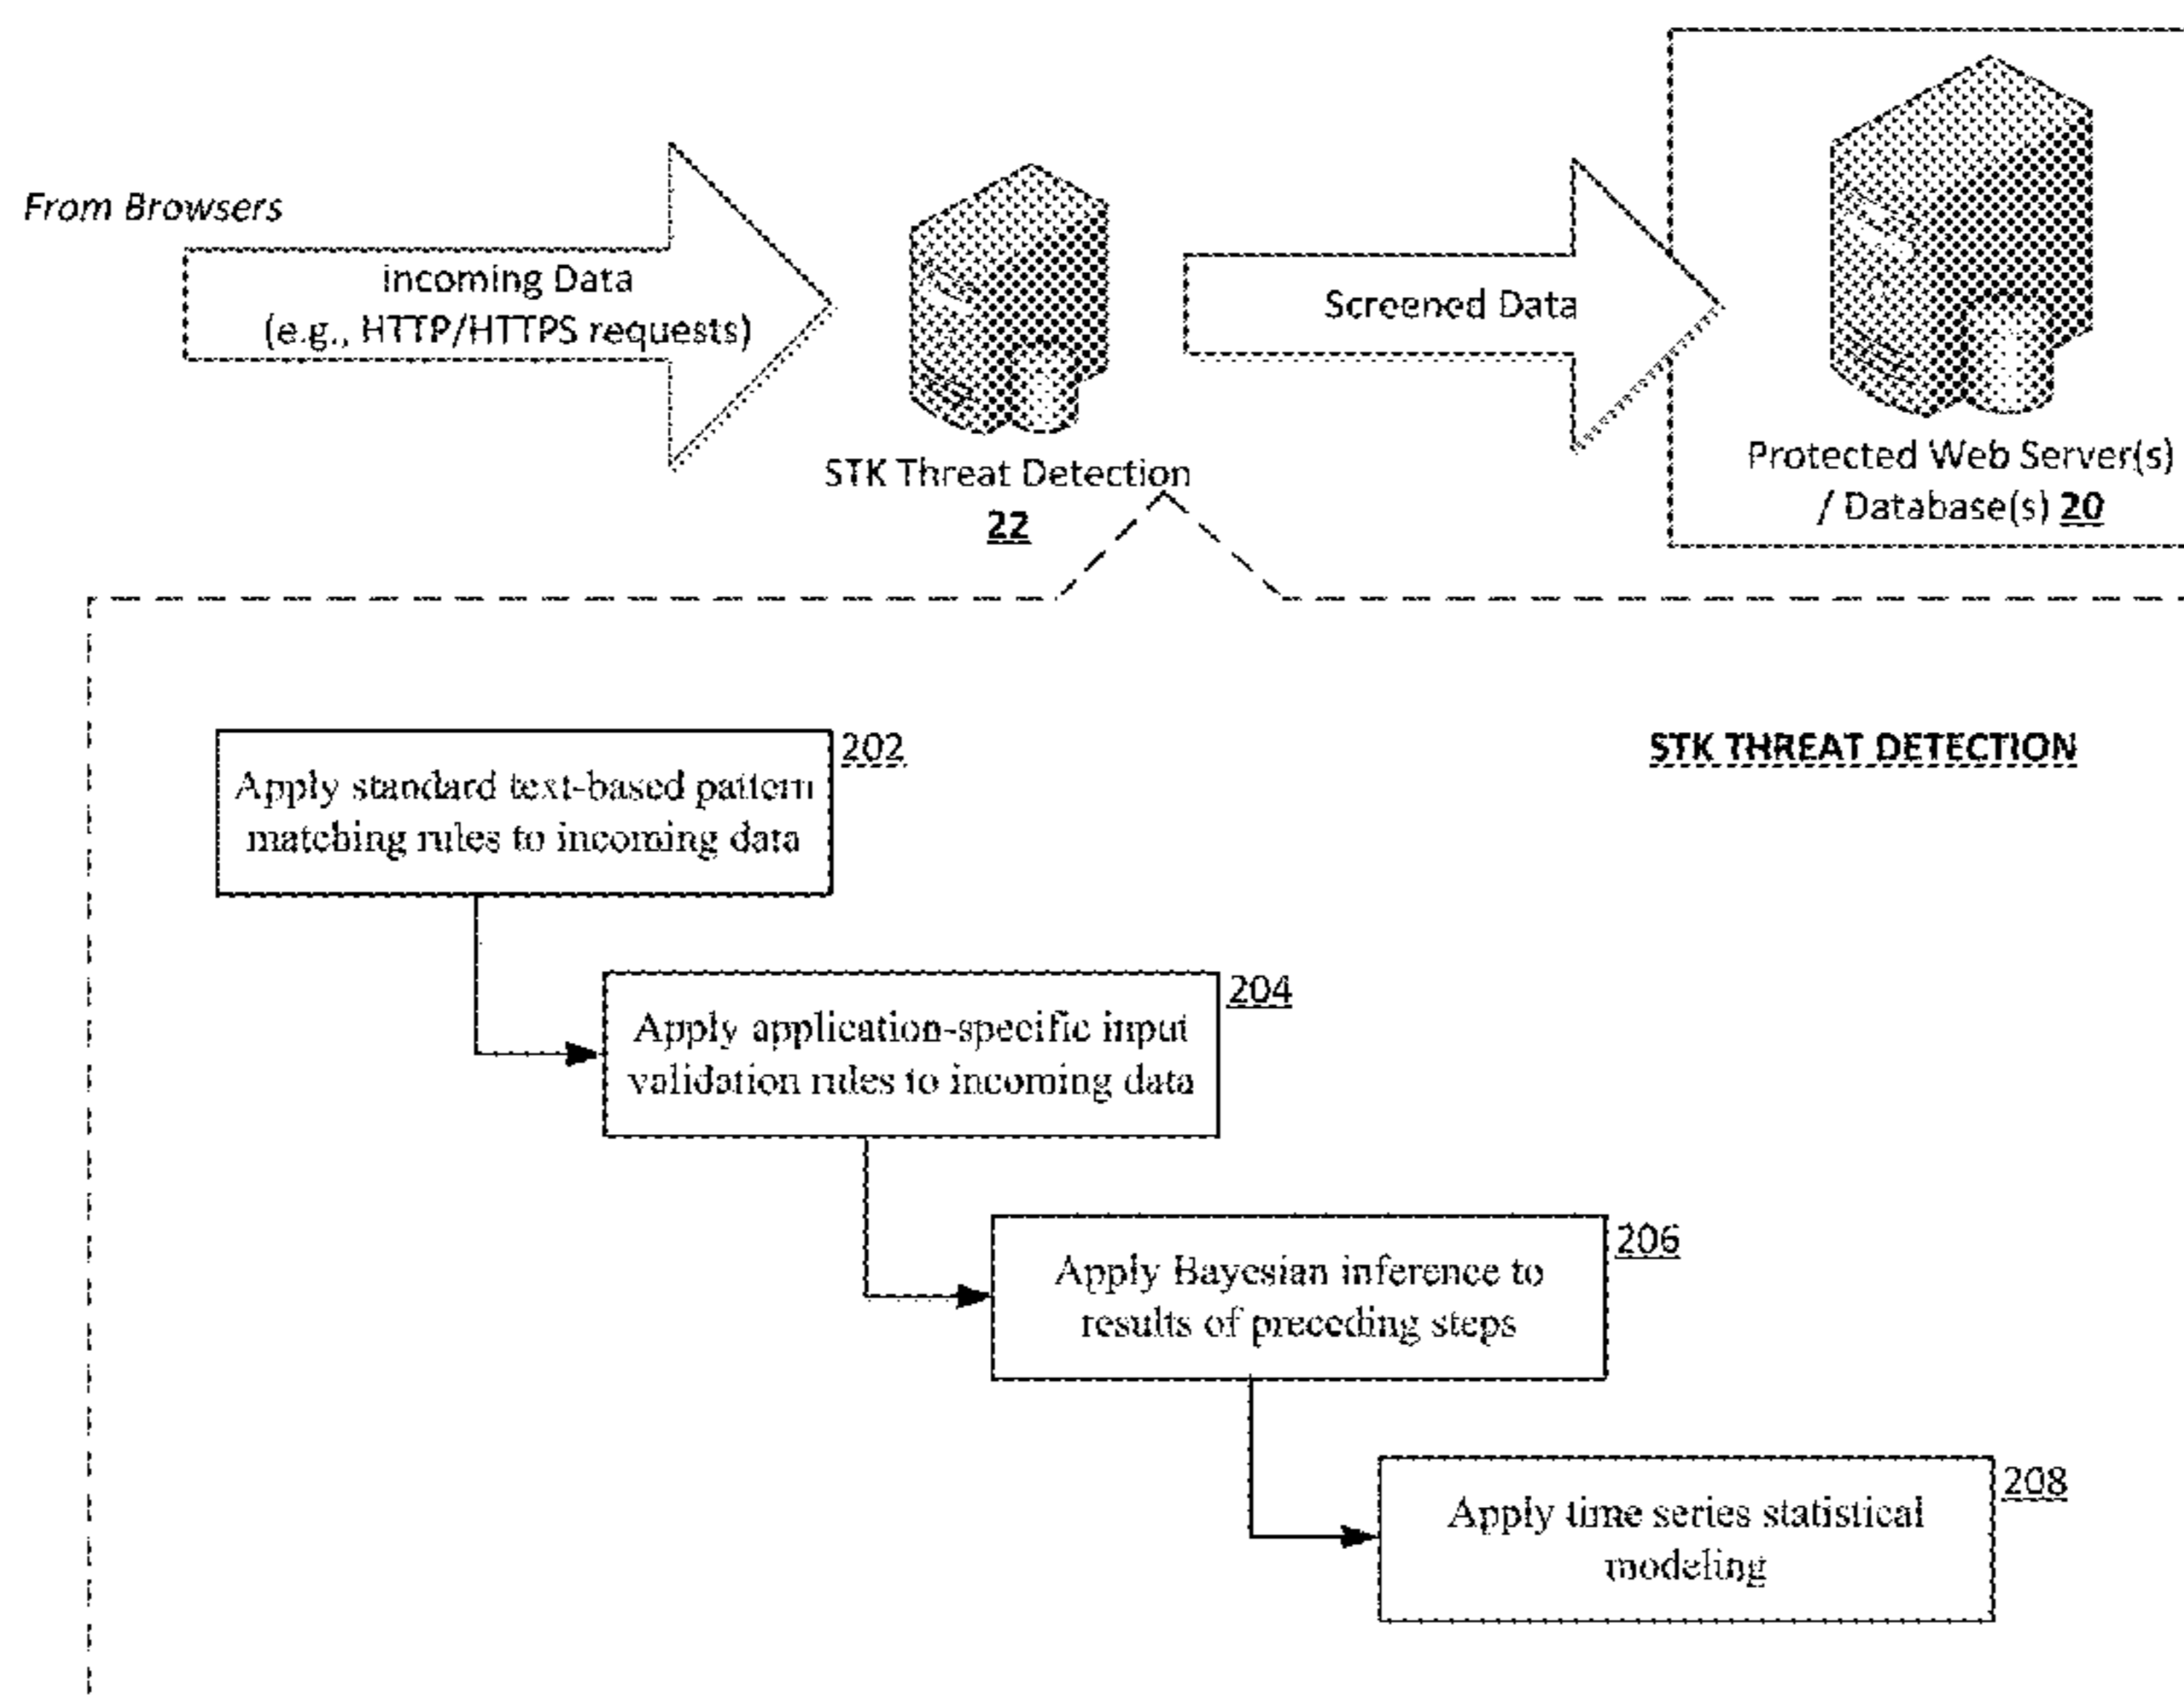 From Browsers
incoming Data
(e.g., HTTP/HTTPS requests)
Screened Data
STK Threat Detection
22
Protected Web Server(s)
/ Database(s) 20
STK THREAT DETECTION
202
Apply standard text-based pattern
matching rules to incoming data
204
Apply application-specific input
validation rules to incoming data
206
Apply Bayesian inference to
results of preceding steps
208
Apply time series statistical
modeling